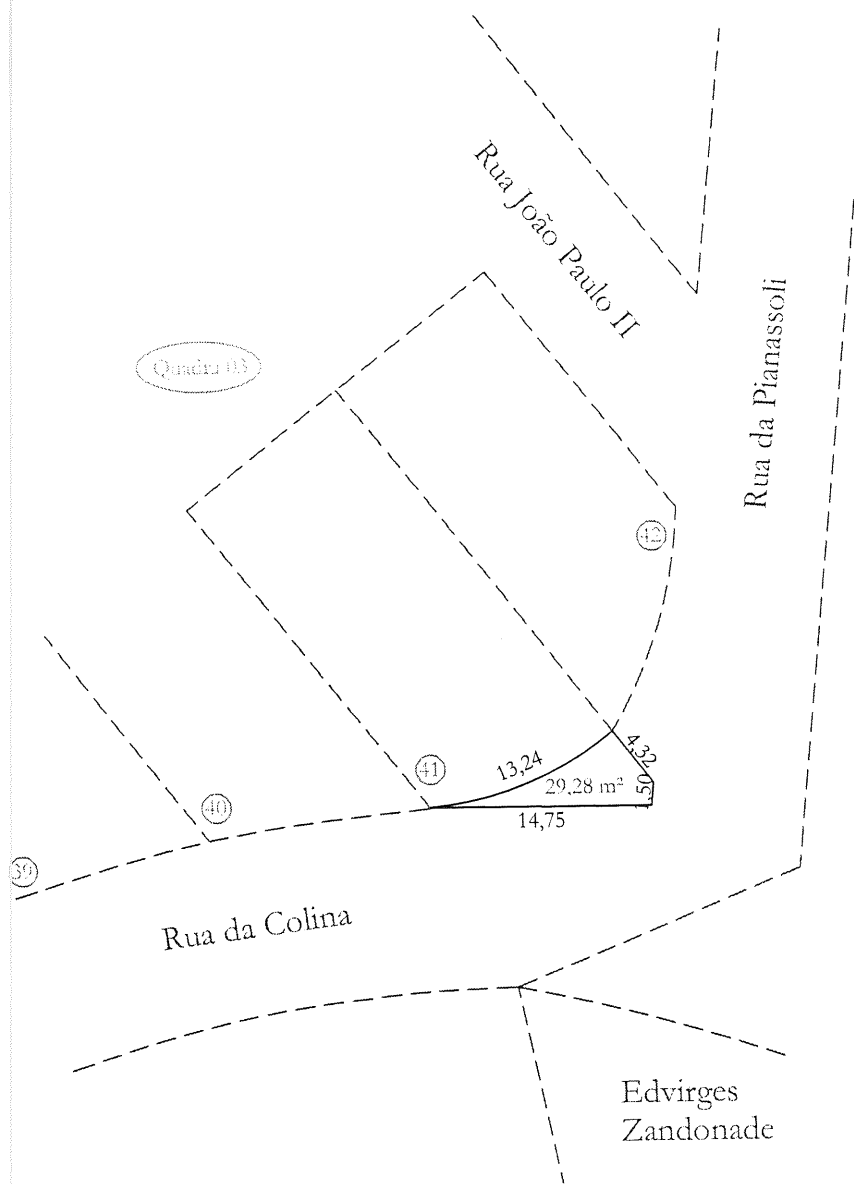 Rua João Paulo II
Rua da Pianassoli
Quadra 03
42
41
13,24
4,32
29,28 m²
1,50
14,75
40
39
Rua da Colina
Edvirges
Zandonade